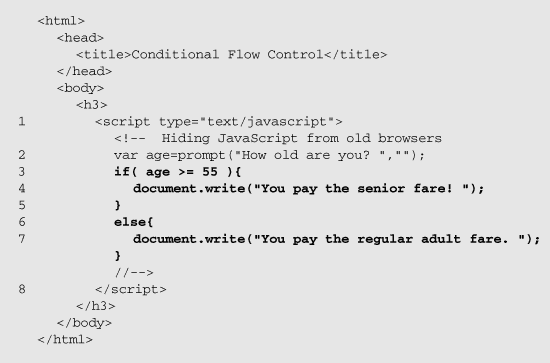 <html>
<head>
<title>Conditional Flow Control</title>
</head>
<body>
<h3>
1 <script type="text/javascript">
<!-- Hiding JavaScript from old browsers
2 var age=prompt("How old are you? ","");
3 if( age >= 55 ){
4 document.write("You pay the senior fare! ");
5 }
6 else{
7 document.write("You pay the regular adult fare. ");
}
//-->
8 </script>
</h3>
</body>
</html>